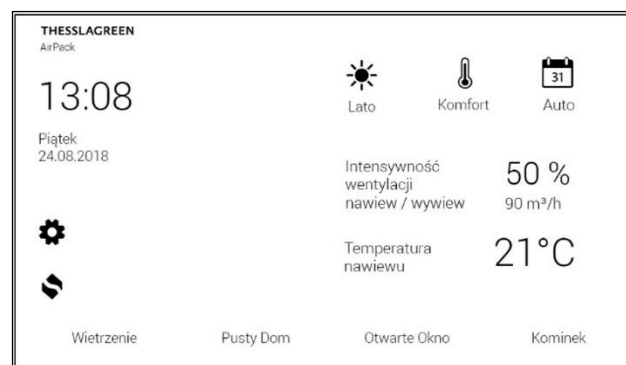 THESSLAGREEN
AirPack
13:08
Piątek
24.08.2018
31
Lato
Komfort
Auto
Intensywność
wentylacji
nawiew / wywiew
50 %
90 m³/h
Temperatura
nawiewu
21°C
Wietrzenie
Pusty Dom
Otwarte Okno
Kominek